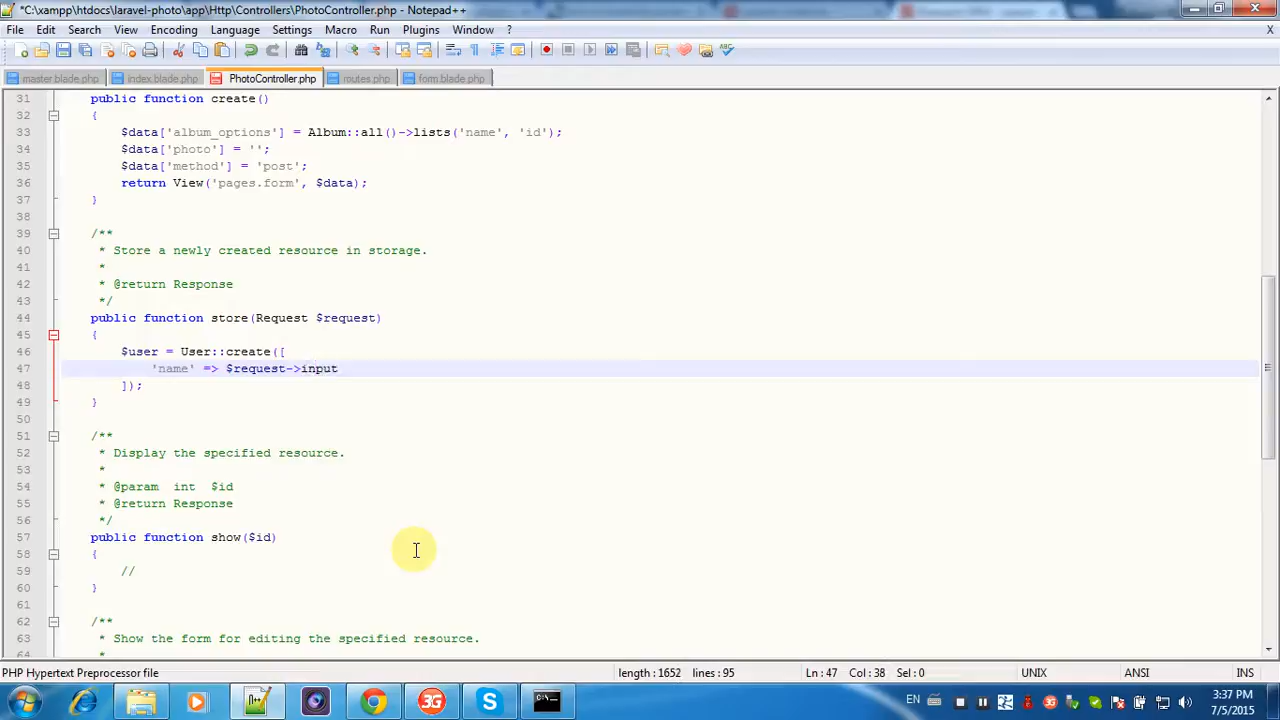 *C:\xampp\htdocs\laravel-photo\app\Http\Controllers\PhotoController.php - Notepad++
File Edit Search View Encoding Language Settings Macro Run Plugins Window ? X
master.blade.php index.blade.php PhotoController.php routes.php form.blade.php
31 public function create()
32 {
33 $data['album_options'] = Album::all()->lists('name', 'id');
34 $data['photo'] = '';
35 $data['method'] = 'post';
36 return View('pages.form', $data);
37 }
38
39 /**
40 * Store a newly created resource in storage.
41 *
42 * @return Response
43 */
44 public function store(Request $request)
45 {
46 $user = User::create([
47 'name' => $request->input
48 ]);
49 }
50
51 /**
52 * Display the specified resource.
53 *
54 * @param int $id
55 * @return Response
56 */
57 public function show($id)
58 {
59 //
60 }
61
62 /**
63 * Show the form for editing the specified resource.
64 *
PHP Hypertext Preprocessor file length : 1652 lines : 95 Ln : 47 Col : 38 Sel : 0 UNIX ANSI INS
3G EN 3:37 PM
7/5/2015